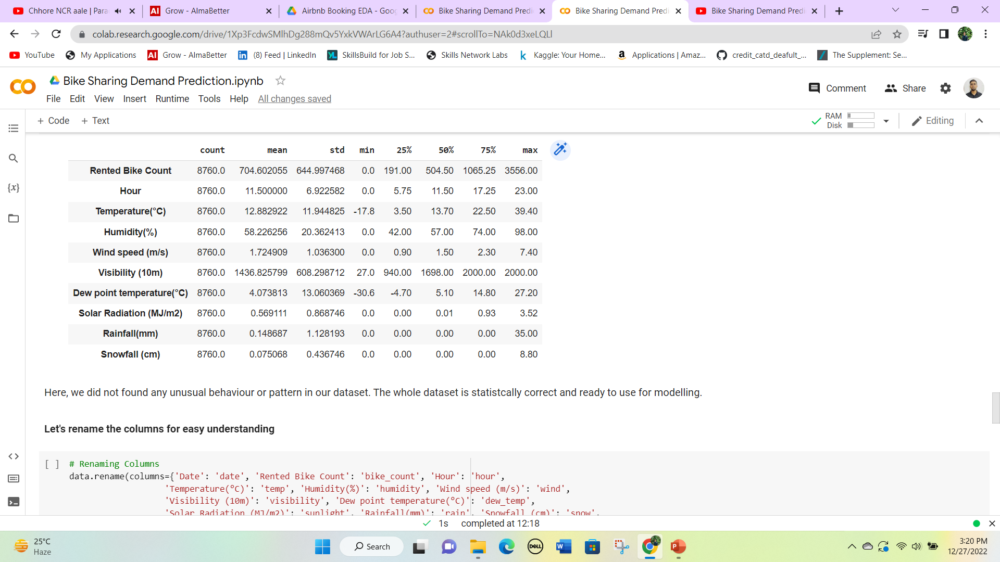 Chhore NCR aale | Para
Grow - AlmaBetter
Airbnb Booking EDA - Goog
Bike Sharing Demand Predi
Bike Sharing Demand Predi
Bike Sharing Demand Predi
colab.research.google.com/drive/1Xp3FcdwSMlhDg288mQv5YxkVWArLG6A4?authuser=2#scrollTo=NAk0d3xeLQLl
YouTube My Applications AI Grow - AlmaBetter (8) Feed | LinkedIn SkillsBuild for Job S... Skills Network Labs Kaggle: Your Home... Applications | Amaz... credit_catd_deafult_... The Supplement: Se...
Bike Sharing Demand Prediction.ipynb
Comment Share
File Edit View Insert Runtime Tools Help All changes saved
+ Code + Text
RAM
Disk
Editing
count mean std min 25% 50% 75% max
Rented Bike Count 8760.0 704.602055 644.997468 0.0 191.00 504.50 1065.25 3556.00
Hour 8760.0 11.500000 6.922582 0.0 5.75 11.50 17.25 23.00
Temperature(°C) 8760.0 12.882922 11.944825 -17.8 3.50 13.70 22.50 39.40
Humidity(%) 8760.0 58.226256 20.362413 0.0 42.00 57.00 74.00 98.00
Wind speed (m/s) 8760.0 1.724909 1.036300 0.0 0.90 1.50 2.30 7.40
Visibility (10m) 8760.0 1436.825799 608.298712 27.0 940.00 1698.00 2000.00 2000.00
Dew point temperature(°C) 8760.0 4.073813 13.060369 -30.6 -4.70 5.10 14.80 27.20
Solar Radiation (MJ/m2) 8760.0 0.569111 0.868746 0.0 0.00 0.01 0.93 3.52
Rainfall(mm) 8760.0 0.148687 1.128193 0.0 0.00 0.00 0.00 35.00
Snowfall (cm) 8760.0 0.075068 0.436746 0.0 0.00 0.00 0.00 8.80
Here, we did not found any unusual behaviour or pattern in our dataset. The whole dataset is statistcally correct and ready to use for modelling.
Let's rename the columns for easy understanding
[ ] # Renaming Columns
data.rename(columns={'Date': 'date', 'Rented Bike Count': 'bike_count', 'Hour': 'hour',
'Temperature(°C)': 'temp', 'Humidity(%)': 'humidity', 'Wind speed (m/s)': 'wind',
'Visibility (10m)': 'visibility', 'Dew point temperature(°C)': 'dew_temp',
'Solar Radiation (MJ/m2)': 'sunlight', 'Rainfall(mm)': 'rain', 'Snowfall (cm)': 'snow',
1s completed at 12:18
25°C
Haze
Search
3:20 PM
12/27/2022